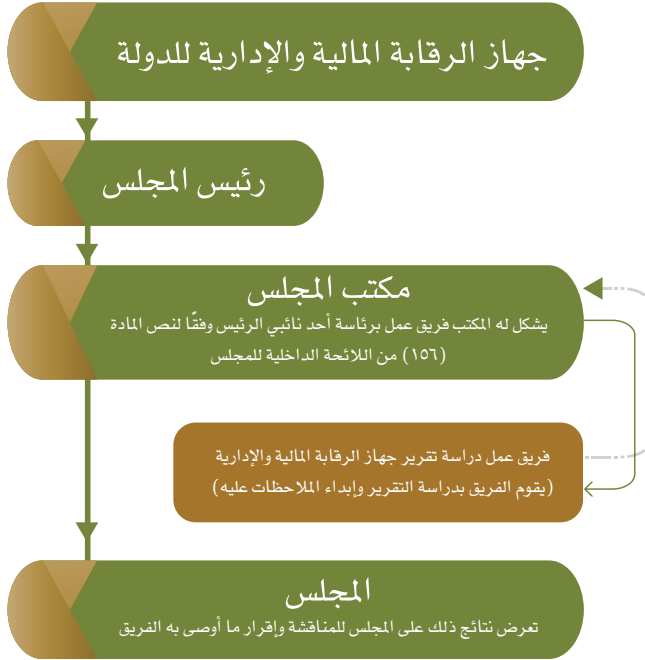 جهاز الرقابة المالية والإدارية للدولة
رئيس المجلس
مكتب المجلس
يشكل له المكتب فريق عمل برئاسة أحد نائبي الرئيس وفقًا لنص المادة
(١٥٦) من اللائحة الداخلية للمجلس
فريق عمل دراسة تقرير جهاز الرقابة المالية والإدارية
(يقوم الفريق بدراسة التقرير وإبداء الملاحظات عليه)
المجلس
تعرض نتائج ذلك على المجلس للمناقشة وإقرار ما أوصى به الفريق